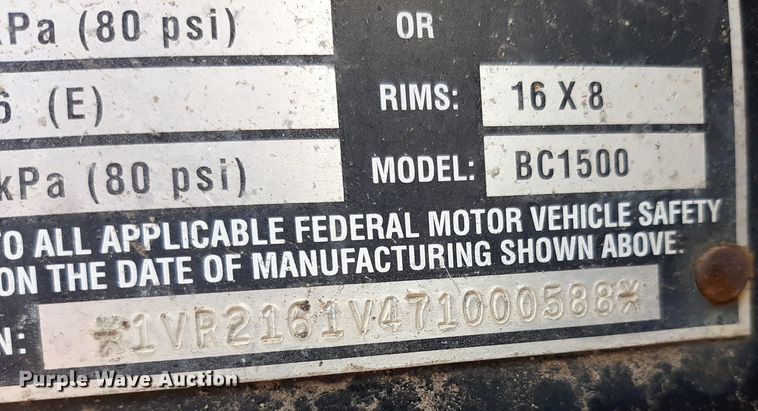 kPa (80 psi) OR
6 (E) RIMS: 16 X 8
kPa (80 psi) MODEL: BC1500
TO ALL APPLICABLE FEDERAL MOTOR VEHICLE SAFETY
ON THE DATE OF MANUFACTURING SHOWN ABOVE.
N: *1VR2161V471000588*
Purple Wave Auction